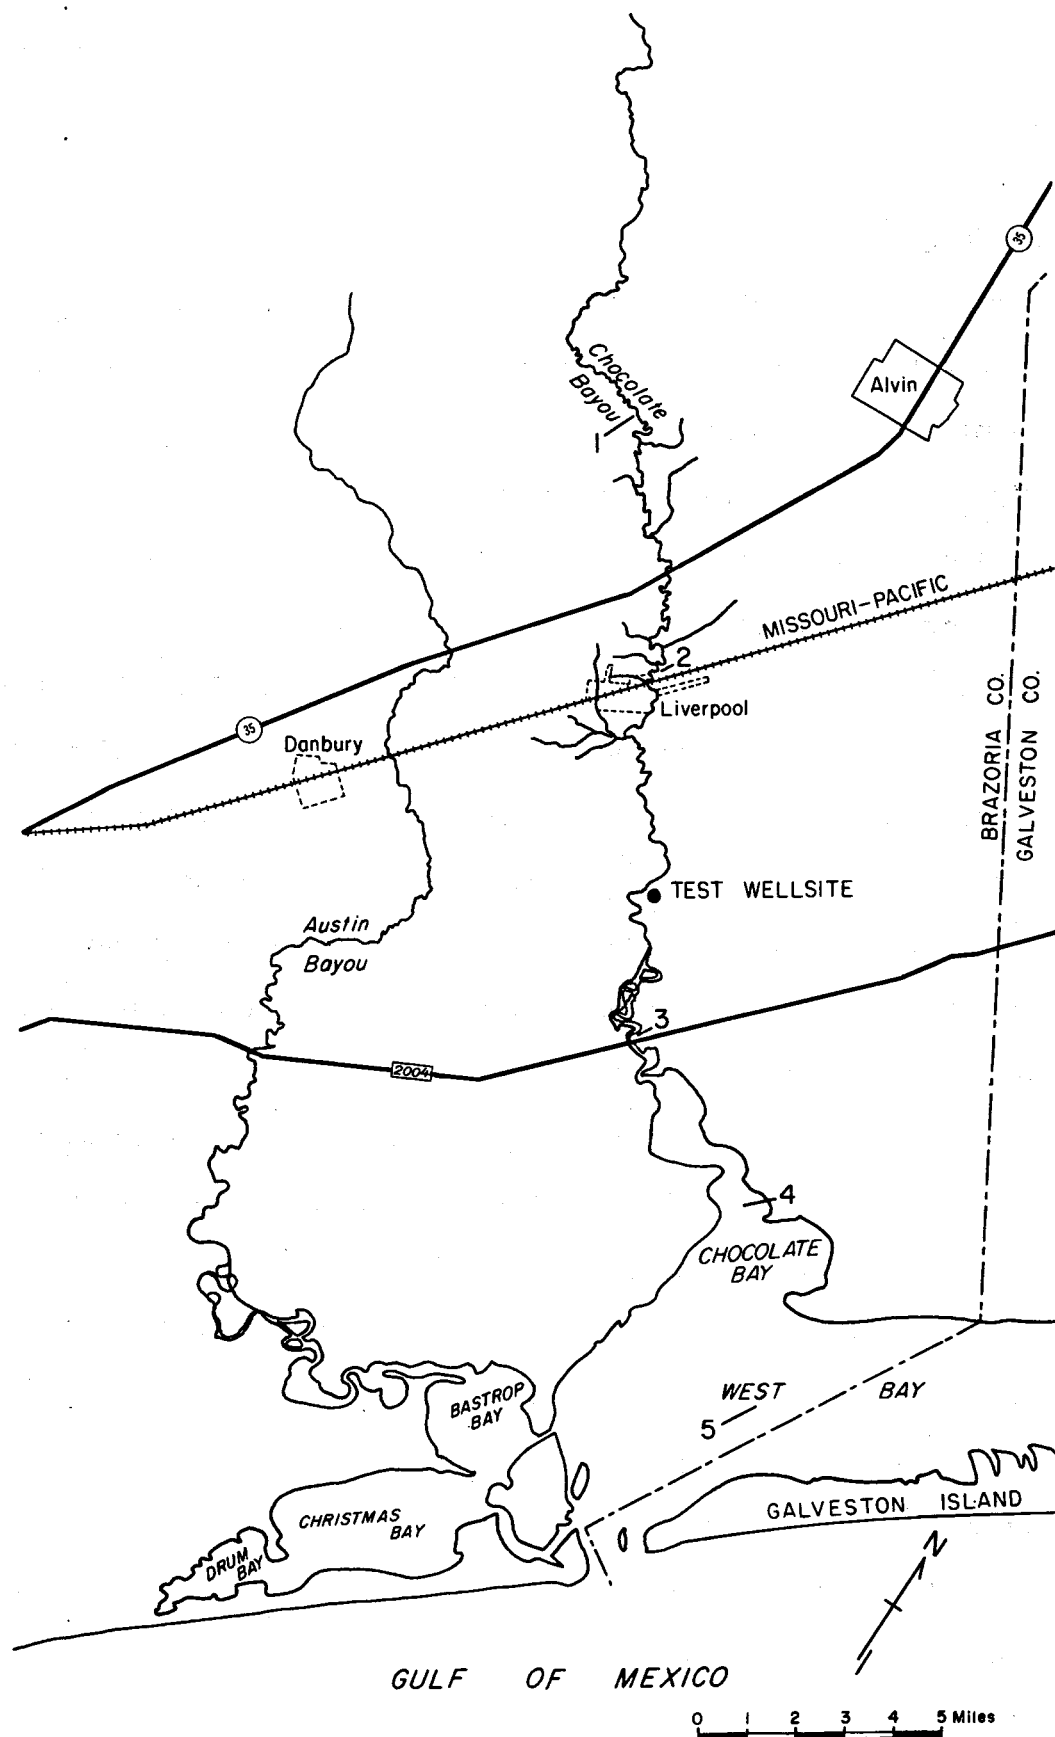 35
Chocolate
Bayou
1
Alvin
MISSOURI-PACIFIC
2
Liverpool
35
Danbury
BRAZORIA CO.
GALVESTON CO.
TEST WELLSITE
Austin
Bayou
3
2004
4
CHOCOLATE
BAY
WEST BAY
5
BASTROP
BAY
GALVESTON ISLAND
CHRISTMAS
BAY
DRUM
BAY
N
GULF OF MEXICO
0 1 2 3 4 5 Miles